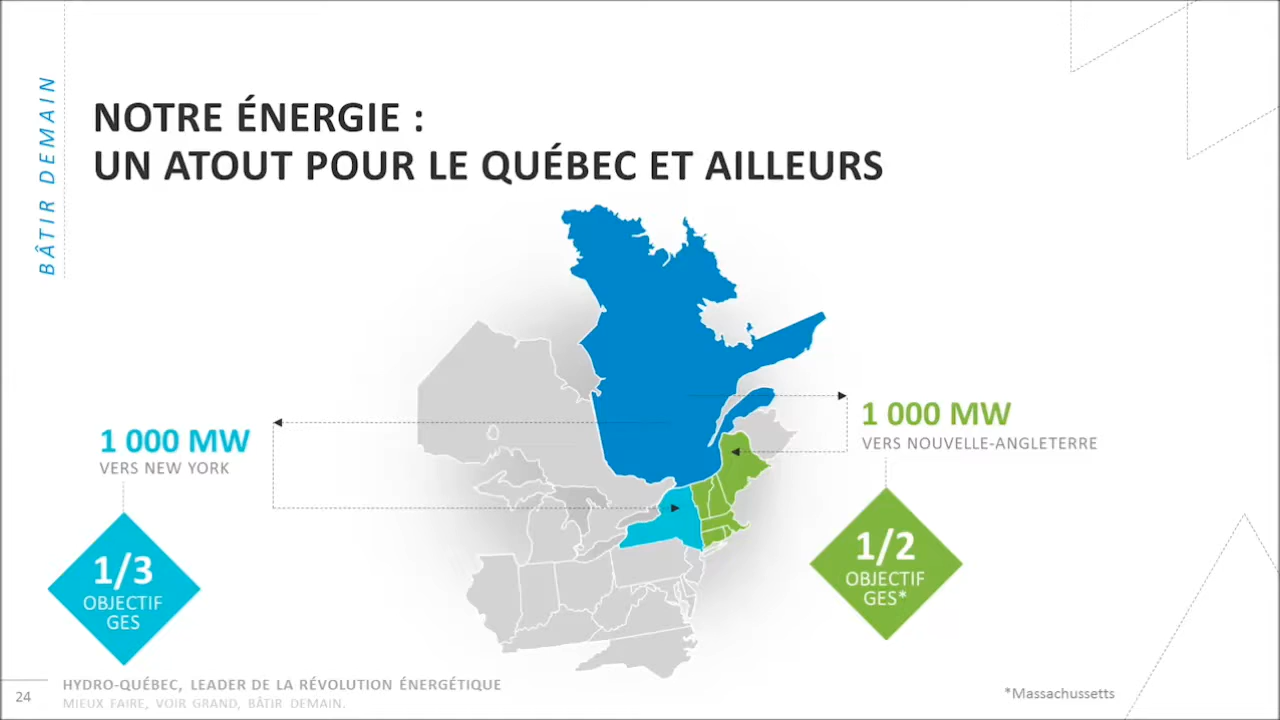 BÂTIR DEMAIN
NOTRE ÉNERGIE :
UN ATOUT POUR LE QUÉBEC ET AILLEURS
1 000 MW
VERS NEW YORK
1/3
OBJECTIF
GES
1 000 MW
VERS NOUVELLE-ANGLETERRE
1/2
OBJECTIF
GES*
24
HYDRO-QUÉBEC, LEADER DE LA RÉVOLUTION ÉNERGÉTIQUE
MIEUX FAIRE, VOIR GRAND, BÂTIR DEMAIN.
*Massachussetts